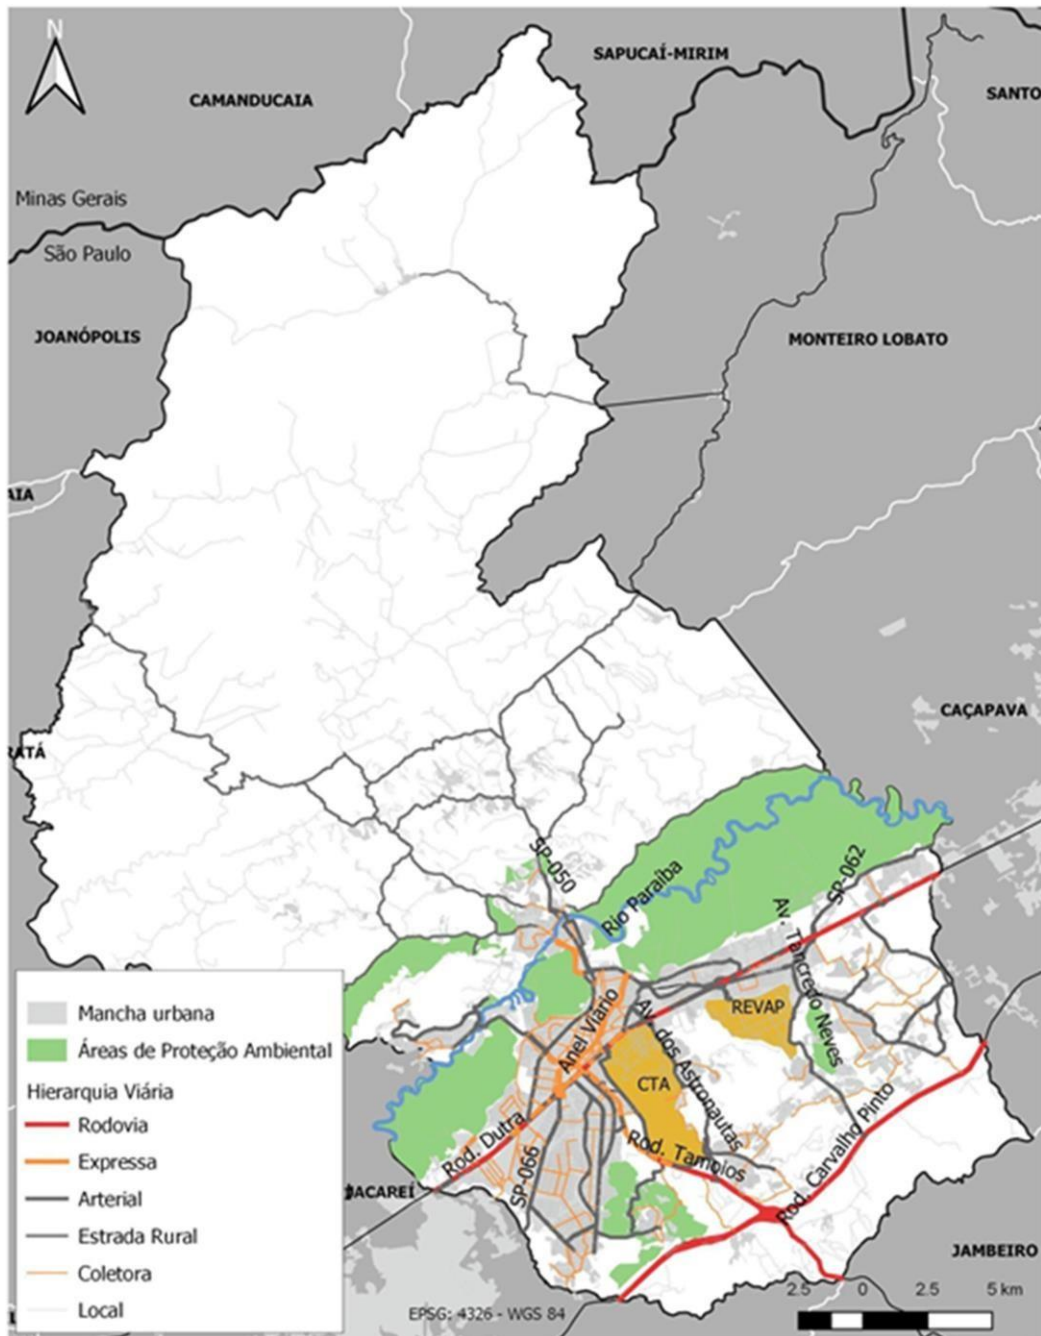 N
SAPUCAÍ-MIRIM
CAMANDUCAIA
SANTO
Minas Gerais
São Paulo
JOANÓPOLIS
MONTEIRO LOBATO
AIA
CAÇAPAVA
RATÁ
SP-050
SP-062
Rio Paraíba
Av. Tancredo Neves
REVAP
Anel Viário
Av. dos Astronautas
CTA
Rod. Dutra
SP-066
Rod. Tamoios
Rod. Carvalho Pinto
JACAREÍ
JAMBEIRO
Mancha urbana
Áreas de Proteção Ambiental
Hierarquia Viária
Rodovia
Expressa
Arterial
Estrada Rural
Coletora
Local
EPSG: 4326 - WGS 84
2.5 0 2.5 5 km